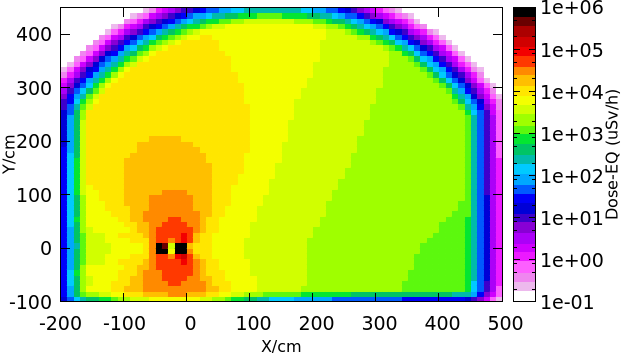 400
300
200
100
0
-100
Y/cm
-200 -100 0 100 200 300 400 500
X/cm
1e+06
1e+05
1e+04
1e+03
1e+02
1e+01
1e+00
1e-01
Dose-EQ (uSv/h)